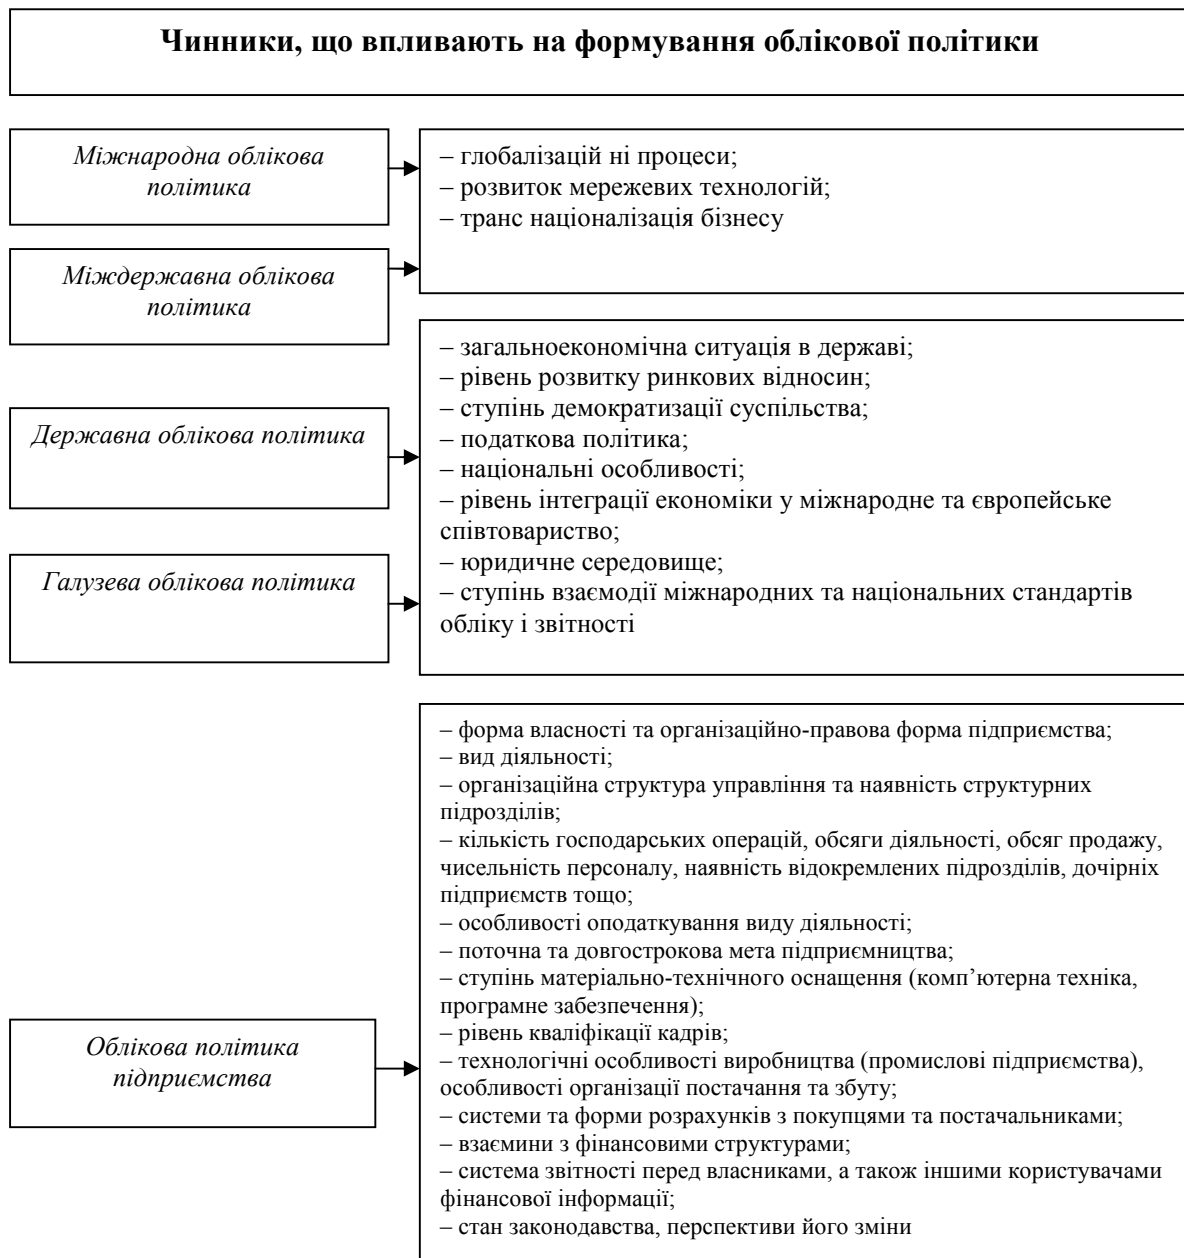 Чинники, що впливають на формування облікової політики
Міжнародна облікова
політика
– глобалізацій ні процеси;
– розвиток мережевих технологій;
– транс націоналізація бізнесу
Міждержавна облікова
політика
Державна облікова політика
– загальноекономічна ситуація в державі;
– рівень розвитку ринкових відносин;
– ступінь демократизації суспільства;
– податкова політика;
– національні особливості;
– рівень інтеграції економіки у міжнародне та європейське
співтовариство;
– юридичне середовище;
– ступінь взаємодії міжнародних та національних стандартів
обліку і звітності
Галузева облікова політика
Облікова політика
підприємства
– форма власності та організаційно-правова форма підприємства;
– вид діяльності;
– організаційна структура управління та наявність структурних
підрозділів;
– кількість господарських операцій, обсяги діяльності, обсяг продажу,
чисельність персоналу, наявність відокремлених підрозділів, дочірніх
підприємств тощо;
– особливості оподаткування виду діяльності;
– поточна та довгострокова мета підприємництва;
– ступінь матеріально-технічного оснащення (комп’ютерна техніка,
програмне забезпечення);
– рівень кваліфікації кадрів;
– технологічні особливості виробництва (промислові підприємства),
особливості організації постачання та збуту;
– системи та форми розрахунків з покупцями та постачальниками;
– взаємини з фінансовими структурами;
– система звітності перед власниками, а також іншими користувачами
фінансової інформації;
– стан законодавства, перспективи його зміни